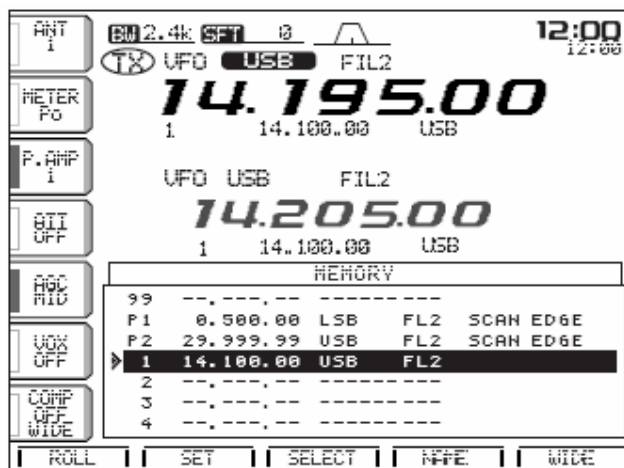 ANT
1
METER
Po
P.AMP
1
ATT
OFF
AGC
MID
VOX
OFF
COMP
OFF
WIDE
BW 2.4k SFT 0
12:00
12:00
TX VFO USB FIL2
14.195.00
1 14.100.00 USB
VFO USB FIL2
14.205.00
1 14.100.00 USB
MEMORY
99 --.---.-- ------ ---
P1 0.500.00 LSB FL2 SCAN EDGE
P2 29.999.99 USB FL2 SCAN EDGE
1 14.100.00 USB FL2
2 --.---.-- ------ ---
3 --.---.-- ------ ---
4 --.---.-- ------ ---
ROLL SET SELECT NAME WIDE